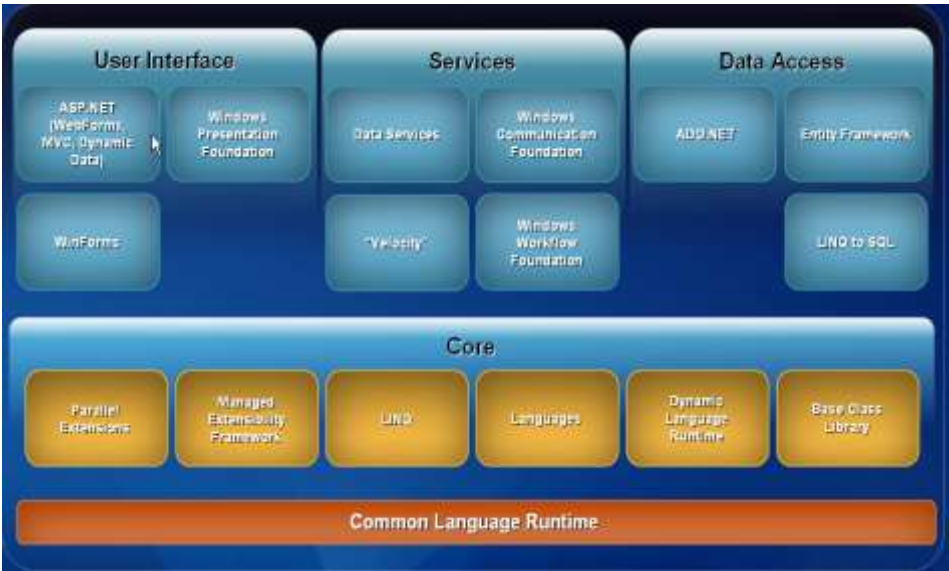 User Interface
ASP.NET
(WebForms,
MVC, Dynamic
Data)
Windows
Presentation
Foundation
WinForms
Services
Data Services
Windows
Communication
Foundation
"Velocity"
Windows
Workflow
Foundation
Data Access
ADO.NET
Entity Framework
LINQ to SQL
Core
Parallel
Extensions
Managed
Extensibility
Framework
LINQ
Languages
Dynamic
Language
Runtime
Base Class
Library
Common Language Runtime